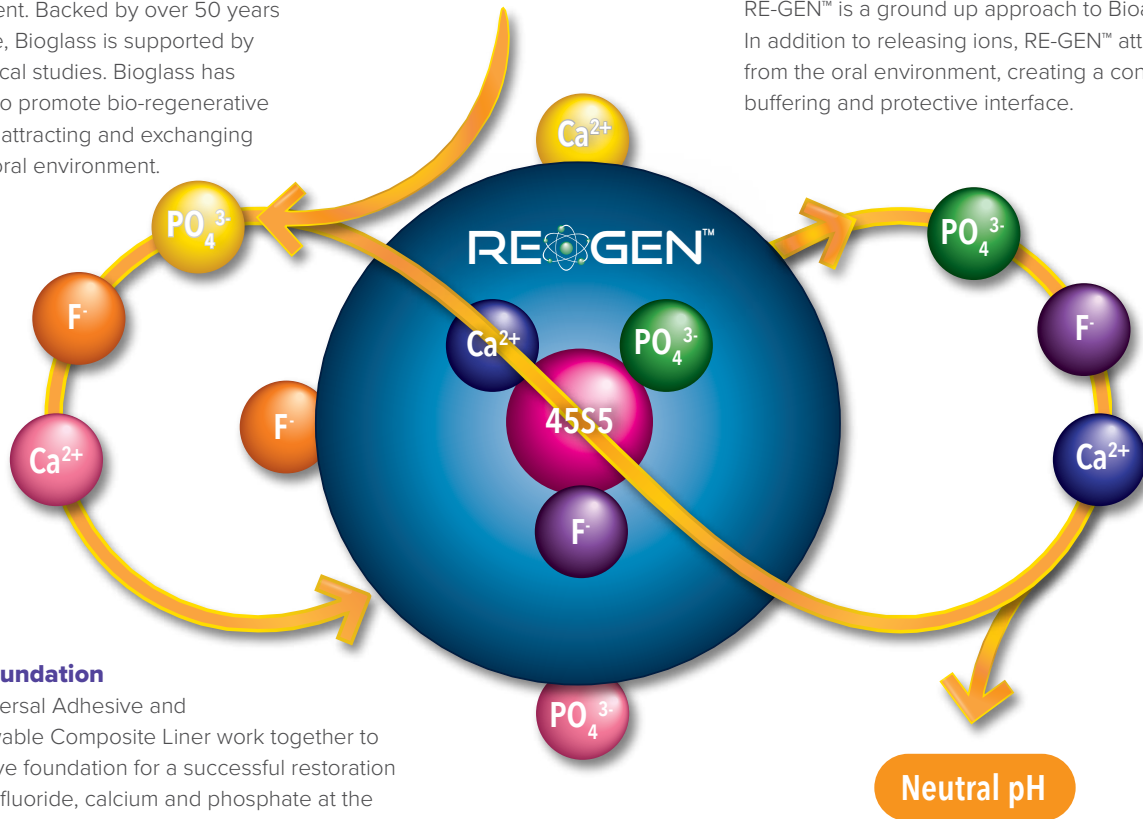 ent. Backed by over 50 years
e, Bioglass is supported by
cal studies. Bioglass has
o promote bio-regenerative
attracting and exchanging
oral environment.
RE-GEN™ is a ground up approach to Bioa
In addition to releasing ions, RE-GEN™ att
from the oral environment, creating a con
buffering and protective interface.
Ca²⁺
PO₄³⁻
F⁻
Ca²⁺
F⁻
RE GEN™
Ca²⁺
PO₄³⁻
45S5
F⁻
PO₄³⁻
PO₄³⁻
F⁻
Ca²⁺
undation
ersal Adhesive and
vable Composite Liner work together to
ve foundation for a successful restoration
fluoride, calcium and phosphate at the
Neutral pH